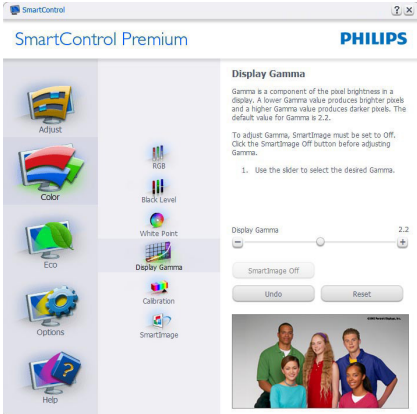 SmartControl
SmartControl Premium
PHILIPS
Adjust
Color
Eco
Options
Help
RGB
Black Level
White Point
Display Gamma
Calibration
SmartImage
Display Gamma
Gamma is a component of the pixel brightness in a
display. A lower Gamma value produces brighter pixels
and a higher Gamma value produces darker pixels. The
default value for Gamma is 2.2.
To adjust Gamma, SmartImage must be set to Off.
Click the SmartImage Off button before adjusting
Gamma.
1. Use the slider to select the desired Gamma.
Display Gamma 2.2
SmartImage Off
Undo Reset